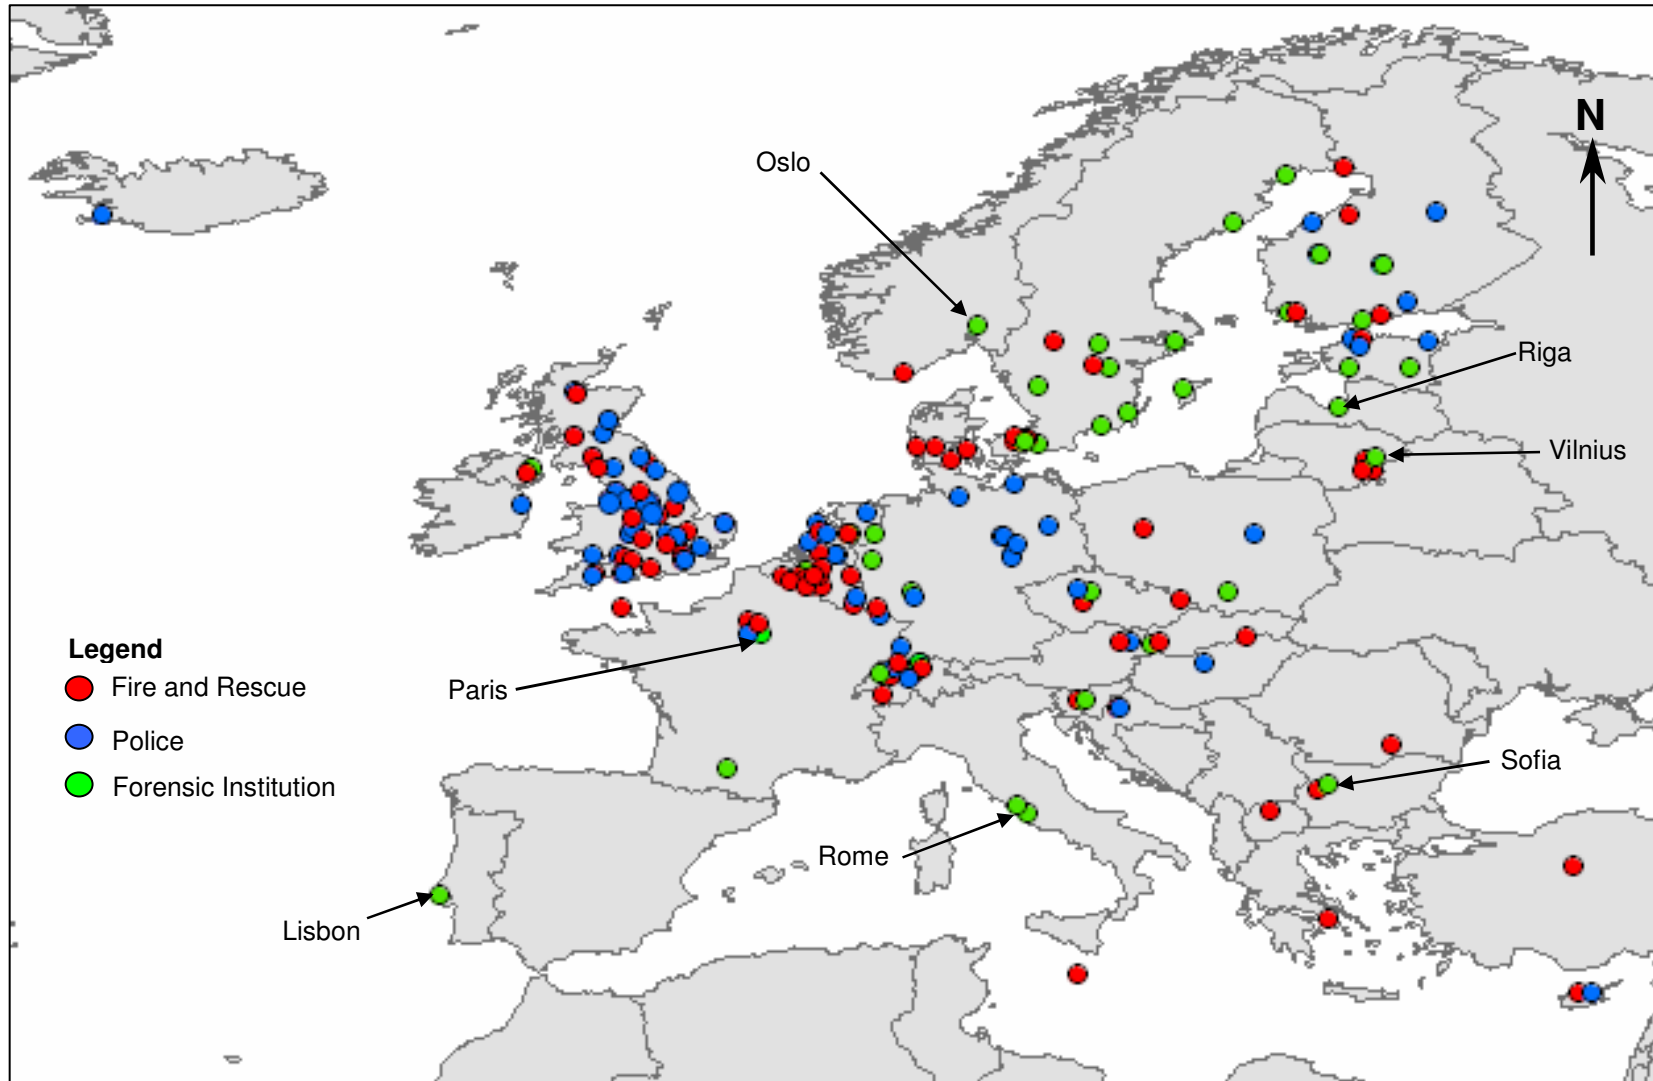 N
Oslo
Riga
Vilnius
Legend
Fire and Rescue
Paris
Police
Sofia
Forensic Institution
Rome
Lisbon